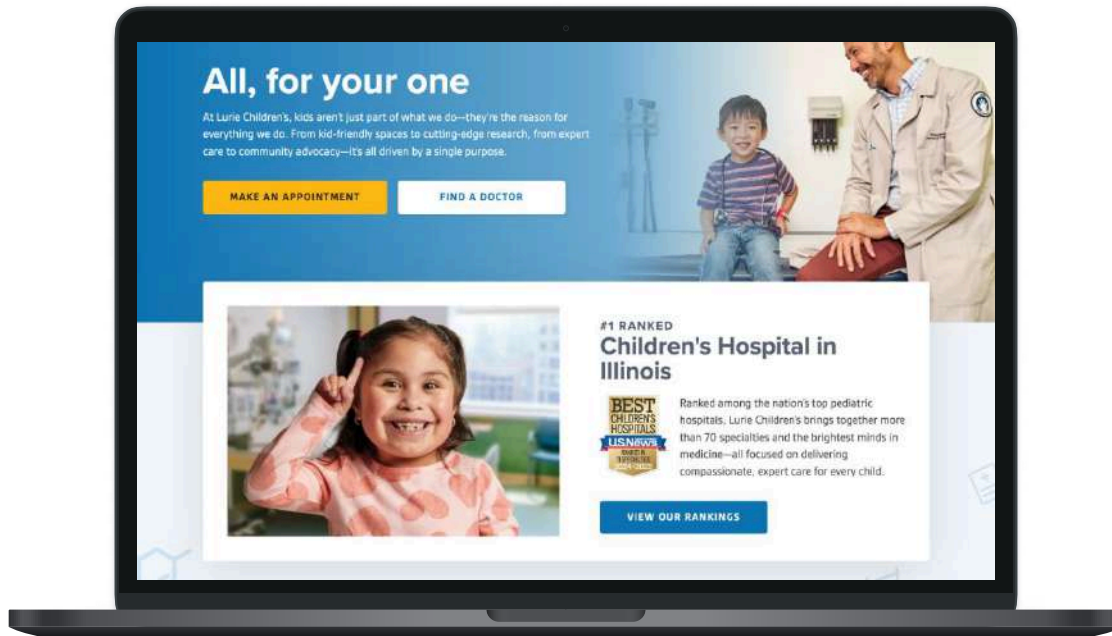 All, for your one
At Lurie Children's, kids aren't just part of what we do—they're the reason for
everything we do. From kid-friendly spaces to cutting-edge research, from expert
care to community advocacy—it's all driven by a single purpose.
MAKE AN APPOINTMENT
FIND A DOCTOR
#1 RANKED
Children's Hospital in
Illinois
BEST
CHILDREN'S
HOSPITALS
U.S.News
2024-2025
Ranked among the nation's top pediatric
hospitals, Lurie Children's brings together more
than 70 specialties and the brightest minds in
medicine—all focused on delivering
compassionate, expert care for every child.
VIEW OUR RANKINGS